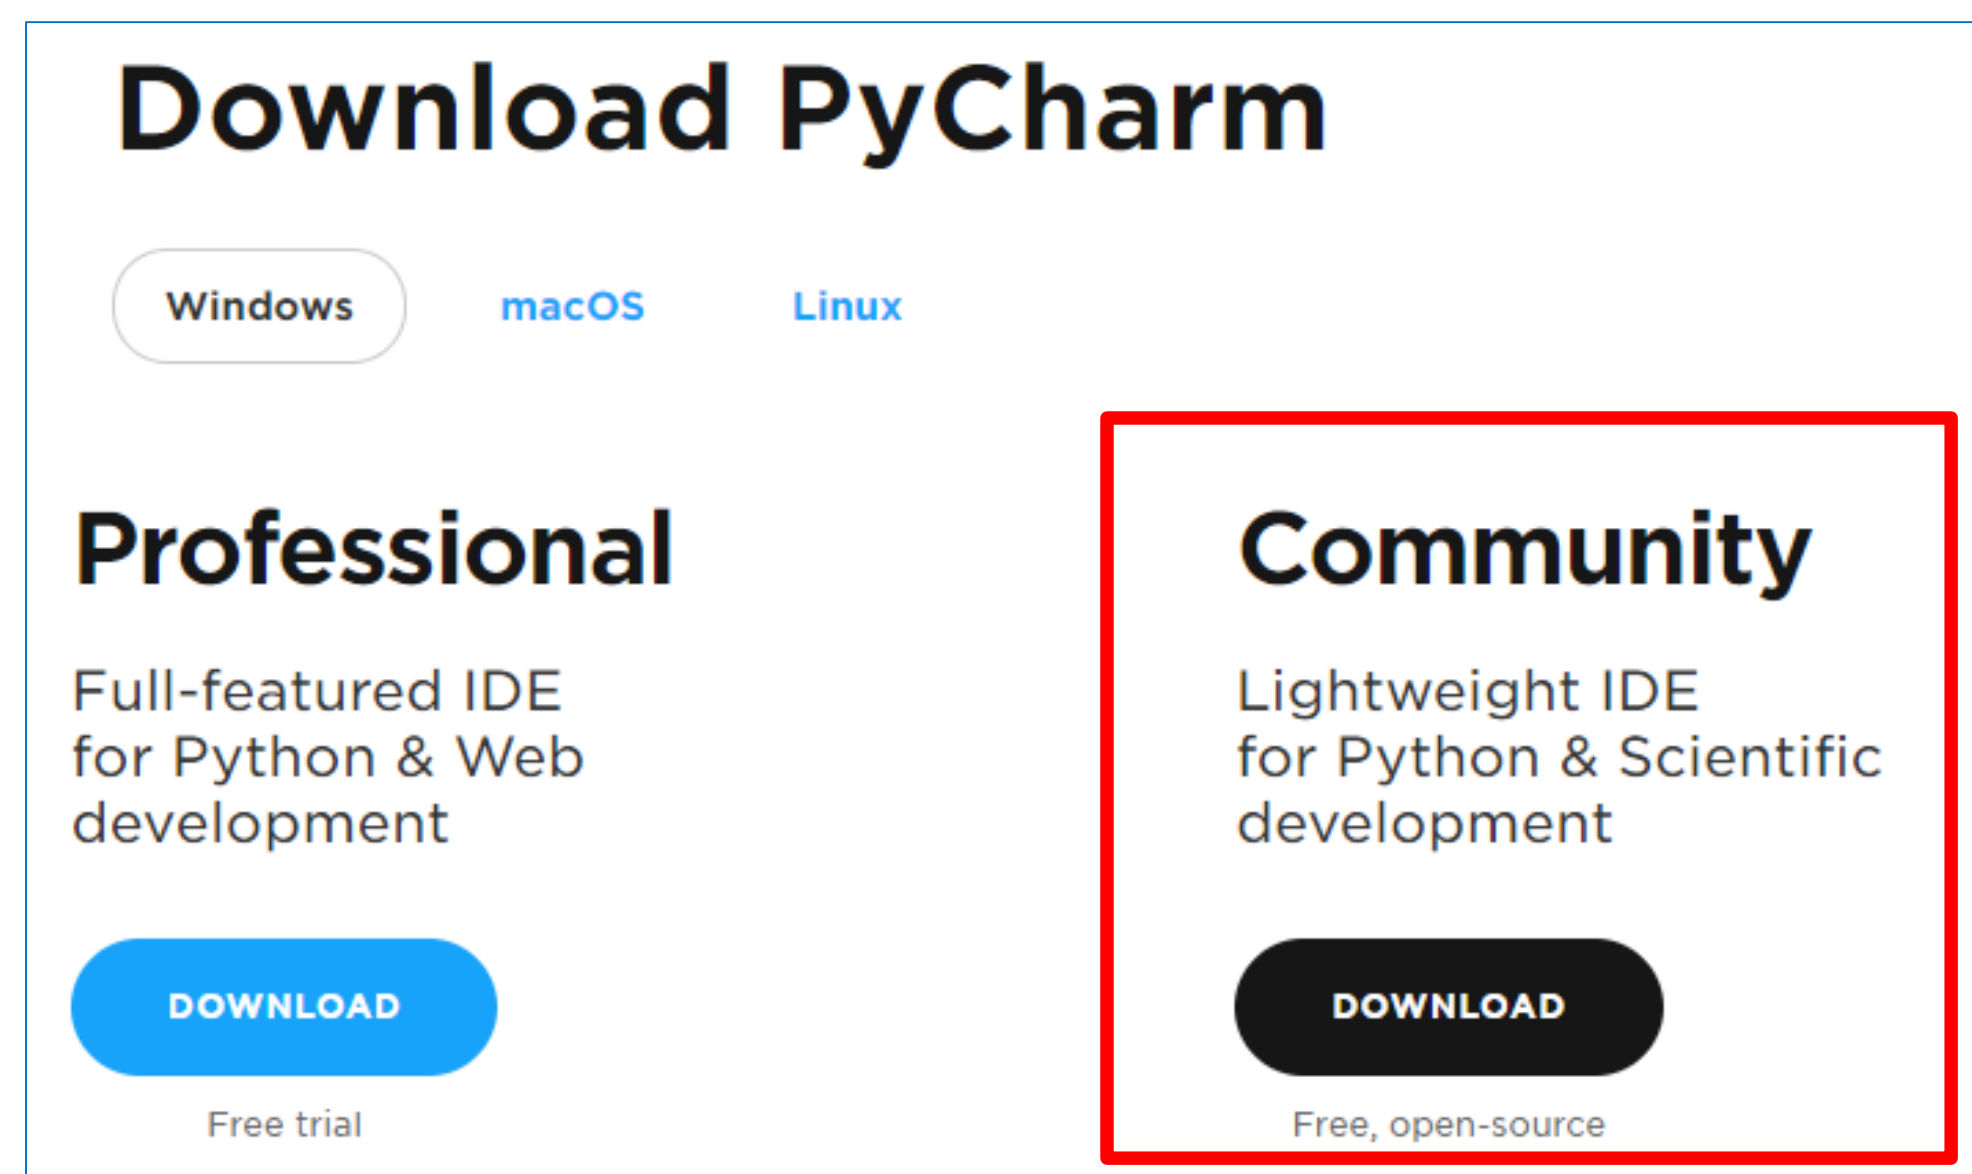 Download PyCharm
Windows macOS Linux
Professional
Full-featured IDE
for Python & Web
development
DOWNLOAD
Free trial
Community
Lightweight IDE
for Python & Scientific
development
DOWNLOAD
Free, open-source